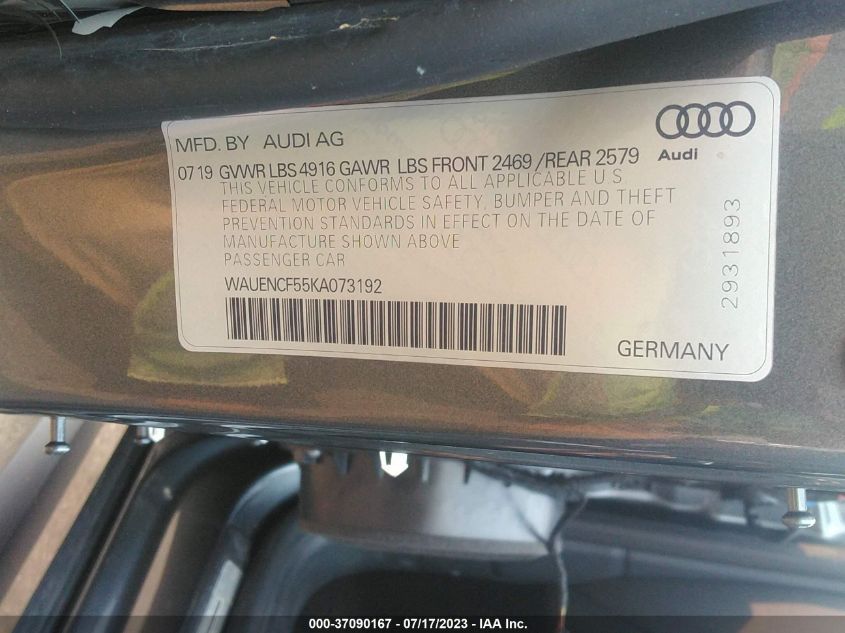 MFD. BY AUDI AG
Audi
07 19 GVWR LBS 4916 GAWR LBS FRONT 2469 /REAR 2579
THIS VEHICLE CONFORMS TO ALL APPLICABLE U S
FEDERAL MOTOR VEHICLE SAFETY, BUMPER AND THEFT
PREVENTION STANDARDS IN EFFECT ON THE DATE OF
MANUFACTURE SHOWN ABOVE
PASSENGER CAR
WAUENCF55KA073192
2931893
GERMANY
000-37090167 - 07/17/2023 - IAA Inc.